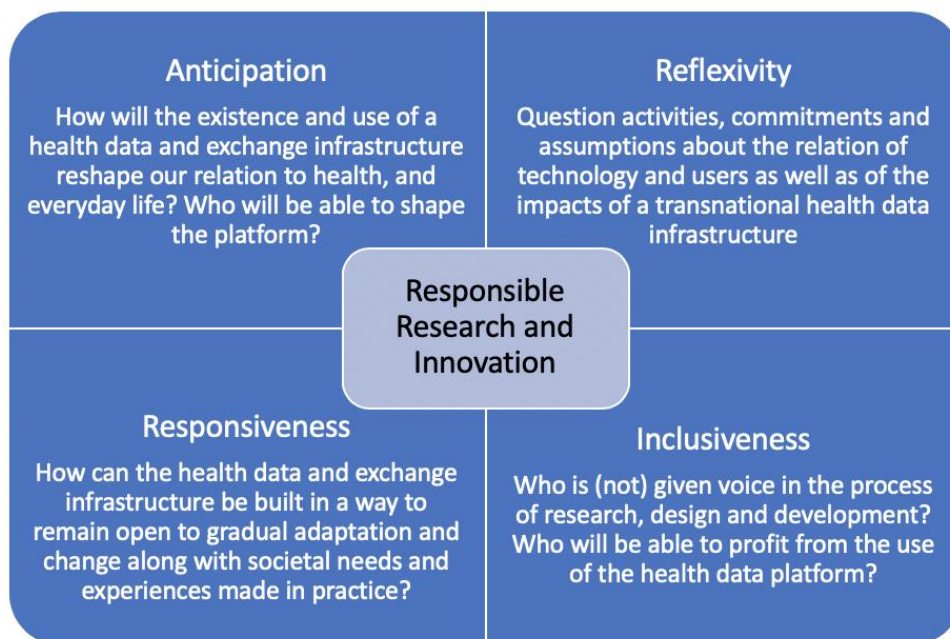 Anticipation
How will the existence and use of a
health data and exchange infrastructure
reshape our relation to health, and
everyday life? Who will be able to shape
the platform?
Reflexivity
Question activities, commitments and
assumptions about the relation of
technology and users as well as of the
impacts of a transnational health data
infrastructure
Responsible
Research and
Innovation
Responsiveness
How can the health data and exchange
infrastructure be built in a way to
remain open to gradual adaptation and
change along with societal needs and
experiences made in practice?
Inclusiveness
Who is (not) given voice in the process
of research, design and development?
Who will be able to profit from the use
of the health data platform?